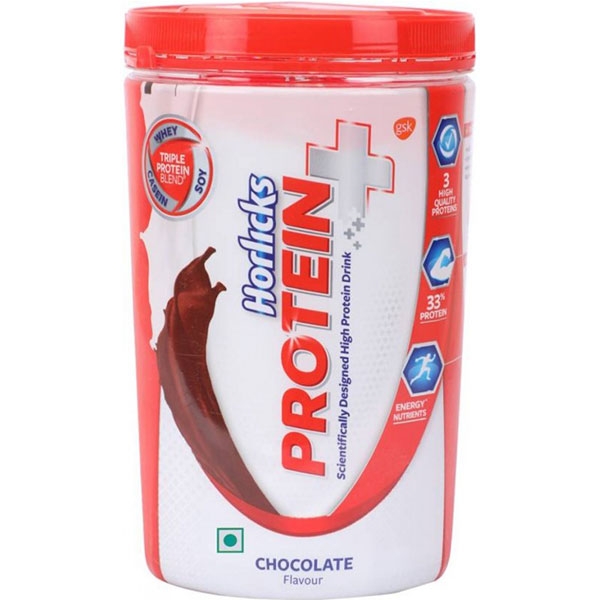 WHEY
TRIPLE
PROTEIN
BLEND
CASEIN
SOY
gsk
Horlicks
PROTEIN+
Scientifically Designed High Protein Drink
3
HIGH
QUALITY
PROTEINS
33%
PROTEIN
ENERGY
NUTRIENTS
CHOCOLATE
Flavour